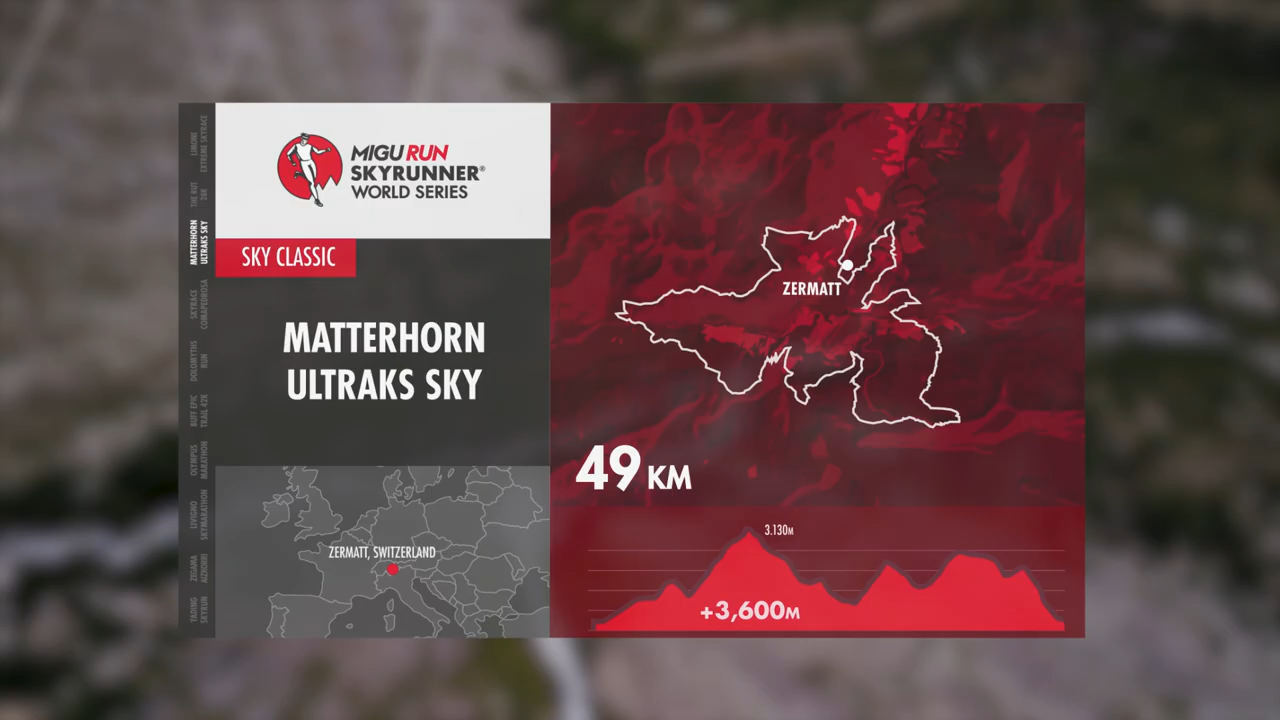 LIMONE
EXTREME SKYRACE
THE RUT
28K
MATTERHORN
ULTRAKS SKY
SKYRACE
COMAPEDROSA
DOLOMYTHS
RUN
BUFF EPIC
TRAIL 42K
OLYMPUS
MARATHON
LIVIGNO
SKYMARATHON
ZEGAMA
AIZKORRI
YADING
SKYRUN
MIGU RUN
SKYRUNNER®
WORLD SERIES
SKY CLASSIC
MATTERHORN
ULTRAKS SKY
ZERMATT, SWITZERLAND
ZERMATT
49 KM
3.130M
+3,600M